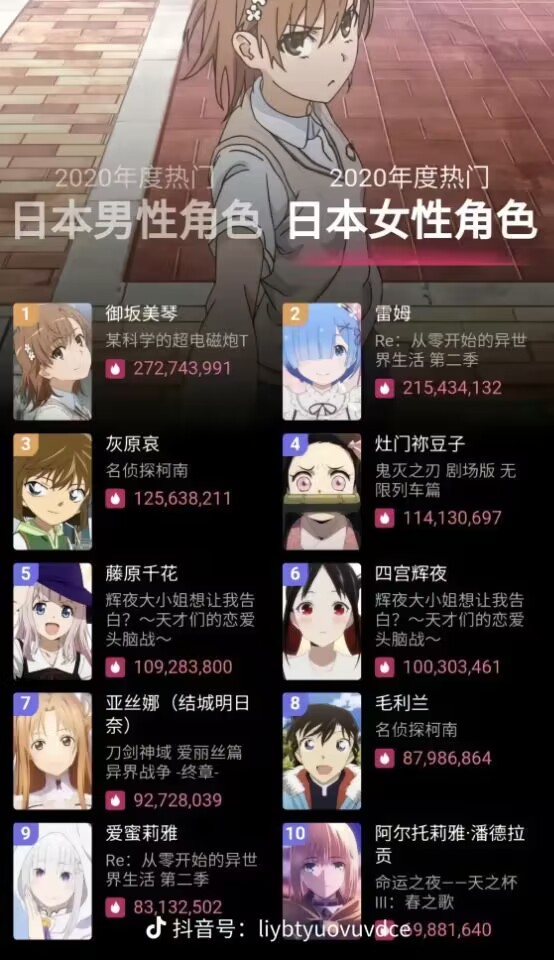 2020年度热门
日本男性角色
2020年度热门
日本女性角色
1
御坂美琴
某科学的超电磁炮T
272,743,991
2
雷姆
Re：从零开始的异世
界生活 第二季
215,434,132
3
灰原哀
名侦探柯南
125,638,211
4
灶门祢豆子
鬼灭之刃 剧场版 无
限列车篇
114,130,697
5
藤原千花
辉夜大小姐想让我告
白？～天才们的恋爱
头脑战～
109,283,800
6
四宫辉夜
辉夜大小姐想让我告
白？～天才们的恋爱
头脑战～
100,303,461
7
亚丝娜（结城明日
奈）
刀剑神域 爱丽丝篇
异界战争 -终章-
92,728,039
8
毛利兰
名侦探柯南
87,986,864
9
爱蜜莉雅
Re：从零开始的异世
界生活 第二季
83,132,502
10
阿尔托莉雅·潘德拉
贡
命运之夜——天之杯
III：春之歌
69,881,640
抖音号：liybtyuovuvdce